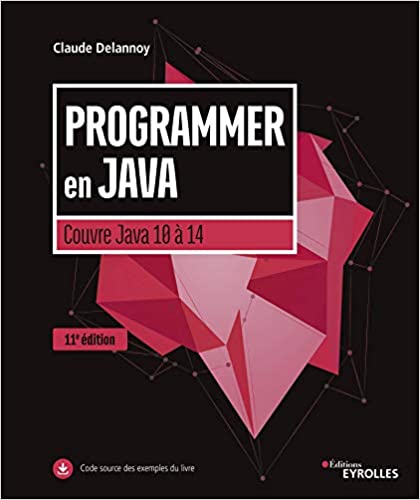 Claude Delannoy
PROGRAMMER
en JAVA
Couvre Java 10 à 14
11e édition
Code source des exemples du livre
Éditions
EYROLLES